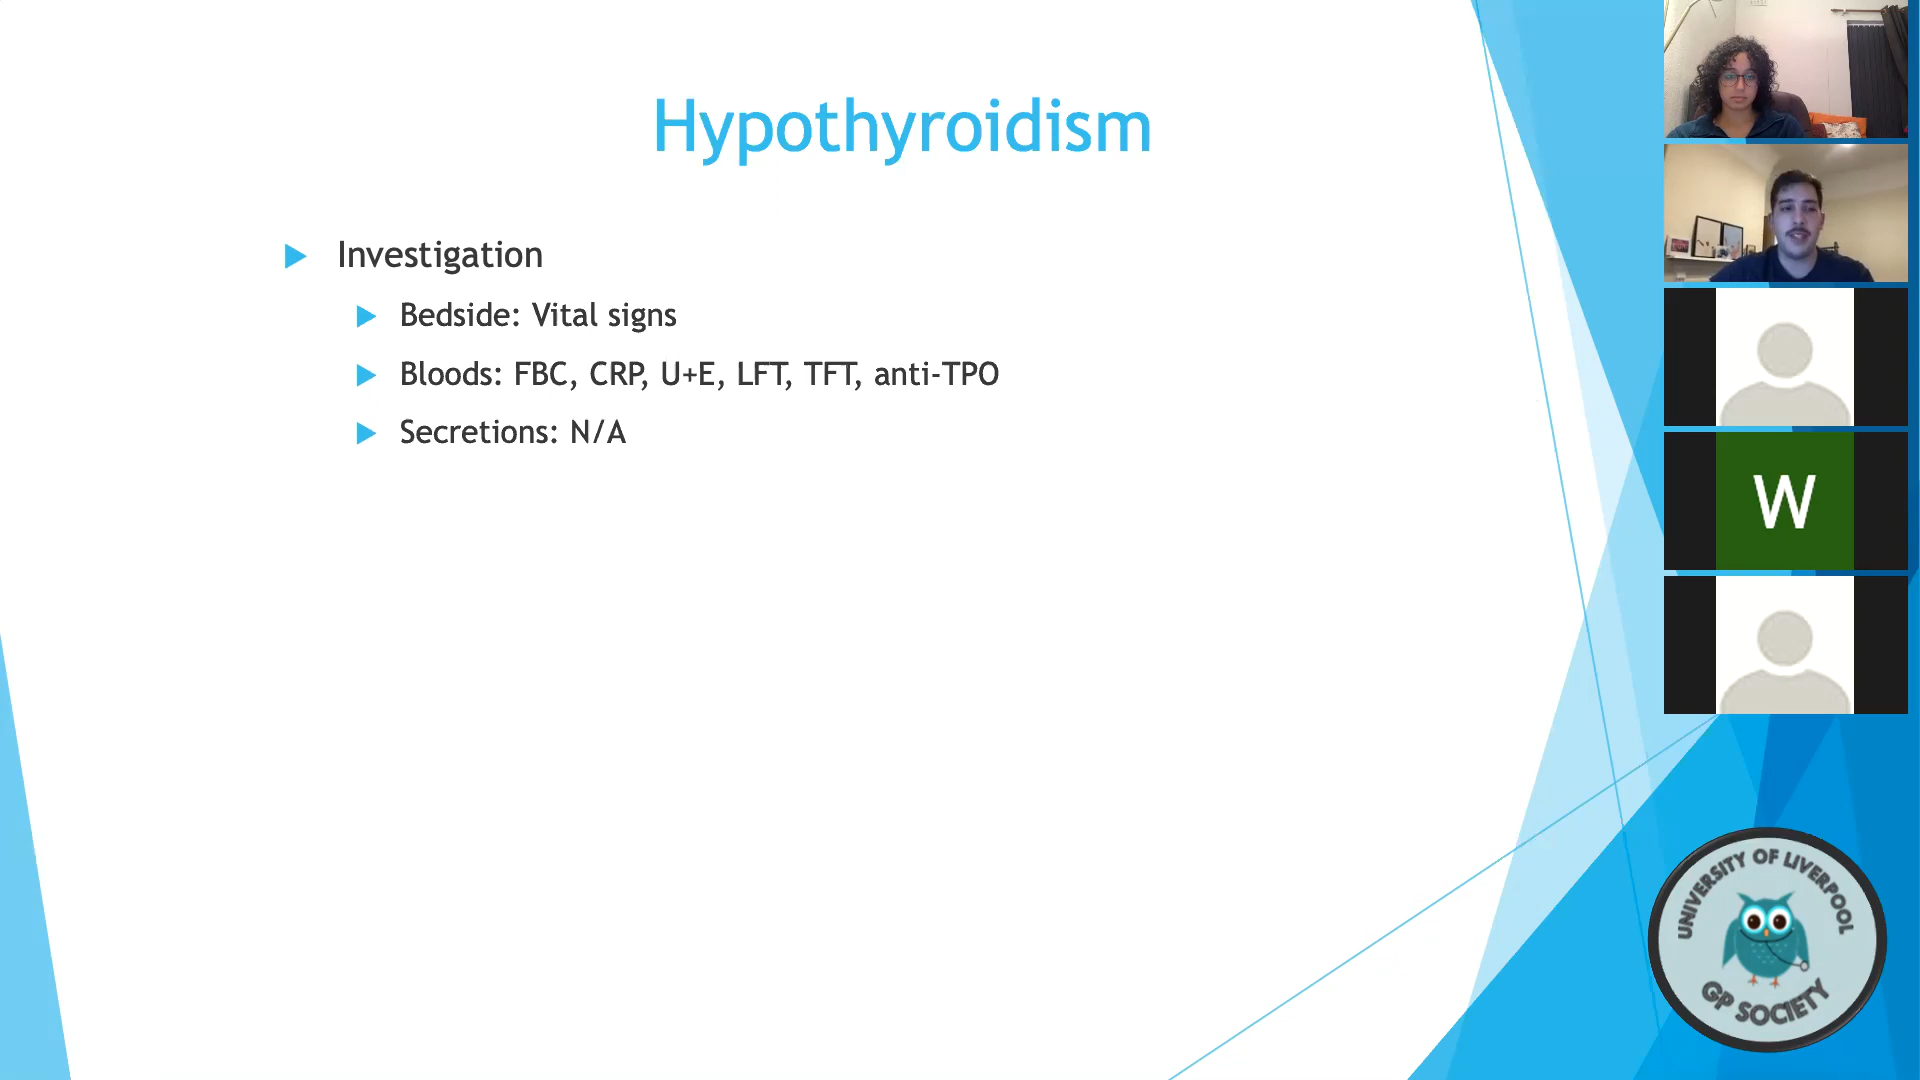 Hypothyroidism
Investigation
Bedside: Vital signs
Bloods: FBC, CRP, U+E, LFT, TFT, anti-TPO
Secretions: N/A
W
UNIVERSITY OF LIVERPOOL
GP SOCIETY